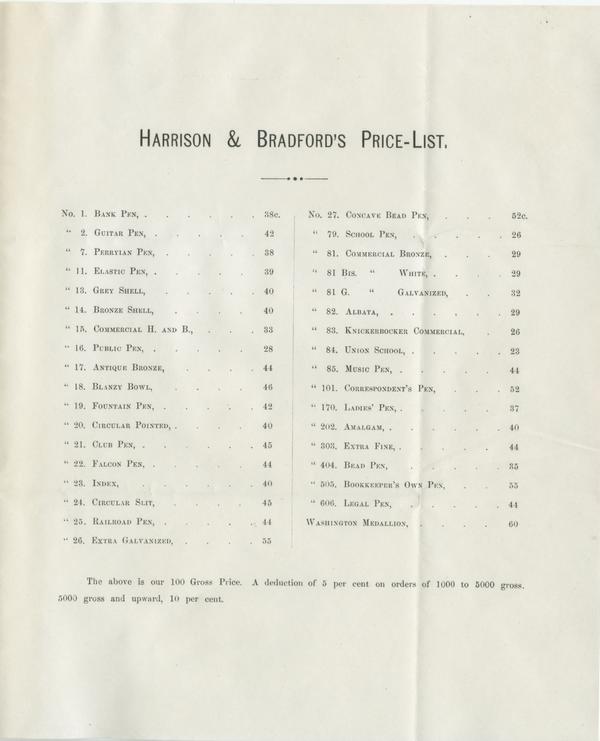 HARRISON & BRADFORD'S PRICE-LIST.
No. 1. BANK PEN, . . . . . . 38c.
" 2. GUITAR PEN, . . . . . 42
" 7. PERRYIAN PEN, . . . . . 38
" 11. ELASTIC PEN, . . . . . 39
" 13. GREY SHELL, . . . . . 40
" 14. BRONZE SHELL, . . . . 40
" 15. COMMERCIAL H. AND B., . . . 33
" 16. PUBLIC PEN, . . . . . 28
" 17. ANTIQUE BRONZE, . . . . 44
" 18. BLANZY BOWL, . . . . 46
" 19. FOUNTAIN PEN, . . . . . 42
" 20. CIRCULAR POINTED, . . . . 40
" 21. CLUB PEN, . . . . . . 45
" 22. FALCON PEN, . . . . . 44
" 23. INDEX, . . . . . . 40
" 24. CIRCULAR SLIT, . . . . 45
" 25. RAILROAD PEN, . . . . . 44
" 26. EXTRA GALVANIZED, . . . . 55
No. 27. CONCAVE BEAD PEN, . . . 52c.
" 79. SCHOOL PEN, . . . . . 26
" 81. COMMERCIAL BRONZE, . . . 29
" 81 BIS. " WHITE, . . . . 29
" 81 G. " GALVANIZED, . . 32
" 82. ALBATA, . . . . . . 29
" 83. KNICKERBOCKER COMMERCIAL, . 26
" 84. UNION SCHOOL, . . . . . 23
" 85. MUSIC PEN, . . . . . 44
" 101. CORRESPONDENT'S PEN, . . . 52
" 170. LADIES' PEN, . . . . . 37
" 202. AMALGAM, . . . . . . 40
" 303. EXTRA FINE, . . . . . 44
" 404. BEAD PEN, . . . . . 35
" 505. BOOKKEEPER'S OWN PEN, . . 55
" 606. LEGAL PEN, . . . . . 44
WASHINGTON MEDALLION, . . . . 60
The above is our 100 Gross Price. A deduction of 5 per cent on orders of 1000 to 5000 gross.
5000 gross and upward, 10 per cent.